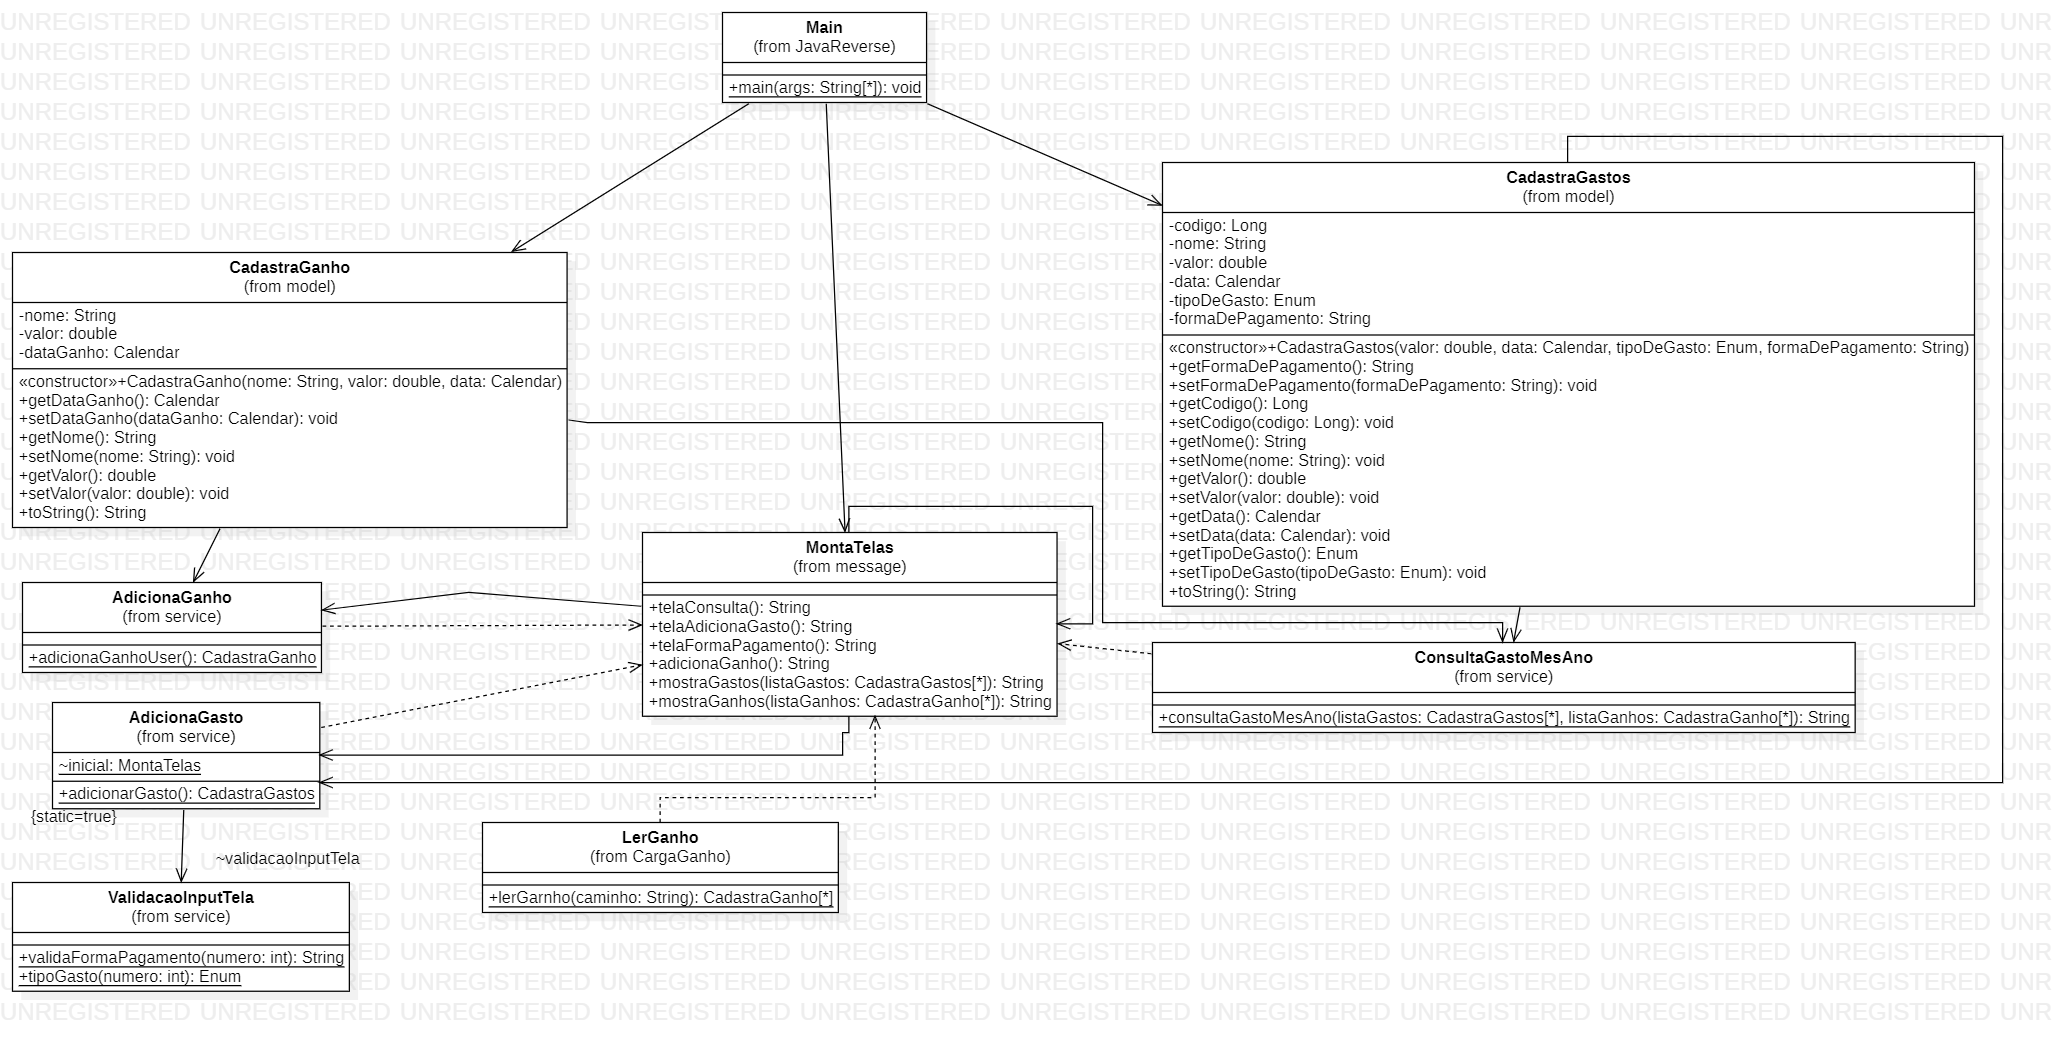 Main
(from JavaReverse)
+main(args: String[*]): void
CadastraGastos
(from model)
-codigo: Long
-nome: String
-valor: double
-data: Calendar
-tipoDeGasto: Enum
-formaDePagamento: String
«constructor»+CadastraGastos(valor: double, data: Calendar, tipoDeGasto: Enum, formaDePagamento: String)
+getFormaDePagamento(): String
+setFormaDePagamento(formaDePagamento: String): void
+getCodigo(): Long
+setCodigo(codigo: Long): void
+getNome(): String
+setNome(nome: String): void
+getValor(): double
+setValor(valor: double): void
+getData(): Calendar
+setData(data: Calendar): void
+getTipoDeGasto(): Enum
+setTipoDeGasto(tipoDeGasto: Enum): void
+toString(): String
CadastraGanho
(from model)
-nome: String
-valor: double
-dataGanho: Calendar
«constructor»+CadastraGanho(nome: String, valor: double, data: Calendar)
+getDataGanho(): Calendar
+setDataGanho(dataGanho: Calendar): void
+getNome(): String
+setNome(nome: String): void
+getValor(): double
+setValor(valor: double): void
+toString(): String
MontaTelas
(from message)
+telaConsulta(): String
+telaAdicionaGasto(): String
+telaFormaPagamento(): String
+adicionaGanho(): String
+mostraGastos(listaGastos: CadastraGastos[*]): String
+mostraGanhos(listaGanhos: CadastraGanho[*]): String
AdicionaGanho
(from service)
+adicionaGanhoUser(): CadastraGanho
ConsultaGastoMesAno
(from service)
+consultaGastoMesAno(listaGastos: CadastraGastos[*], listaGanhos: CadastraGanho[*]): String
AdicionaGasto
(from service)
~inicial: MontaTelas
+adicionarGasto(): CadastraGastos
{static=true}
~validacaoInputTela
LerGanho
(from CargaGanho)
+lerGarnho(caminho: String): CadastraGanho[*]
ValidacaoInputTela
(from service)
+validaFormaPagamento(numero: int): String
+tipoGasto(numero: int): Enum